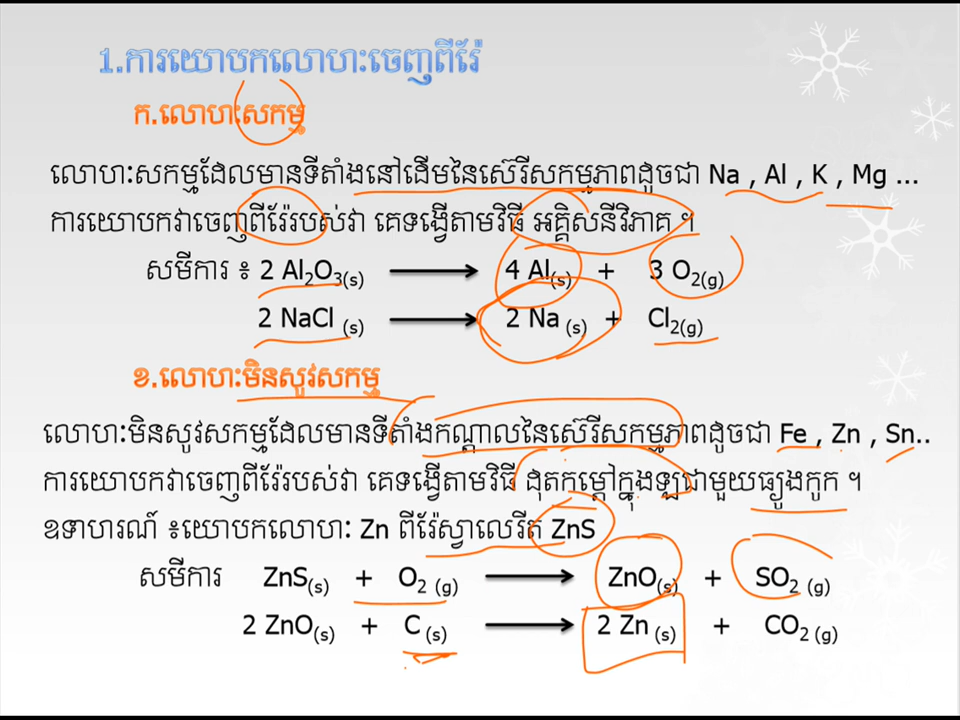 1.ការយោបកលោហៈចេញពីរ៉ែ
ក.លោហៈសកម្ម
លោហៈសកម្មដែលមានទីតាំងនៅដើមនៃស៊េរីសកម្មភាពដូចជា Na , Al , K , Mg ...
ការយោបកវាចេញពីរ៉ែរបស់វា គេទង្វើតាមវិធី អគ្គិសនីវិភាគ ។
សមីការ ៖ 2 Al₂O₃(s) ⟶ 4 Al(s) + 3 O₂(g)
2 NaCl (s) ⟶ 2 Na (s) + Cl₂(g)
ខ.លោហៈមិនសូវសកម្ម
លោហៈមិនសូវសកម្មដែលមានទីតាំងកណ្តាលនៃស៊េរីសកម្មភាពដូចជា Fe , Zn , Sn..
ការយោបកវាចេញពីរ៉ែរបស់វា គេទង្វើតាមវិធី ដុតកម្តៅក្នុងឡជាមួយធ្យូងកូក ។
ឧទាហរណ៍ ៖យោបកលោហៈ Zn ពីរ៉ែស្វាលេរីត ZnS
សមីការ ZnS(s) + O₂ (g) ⟶ ZnO(s) + SO₂ (g)
2 ZnO(s) + C (s) ⟶ 2 Zn (s) + CO₂ (g)